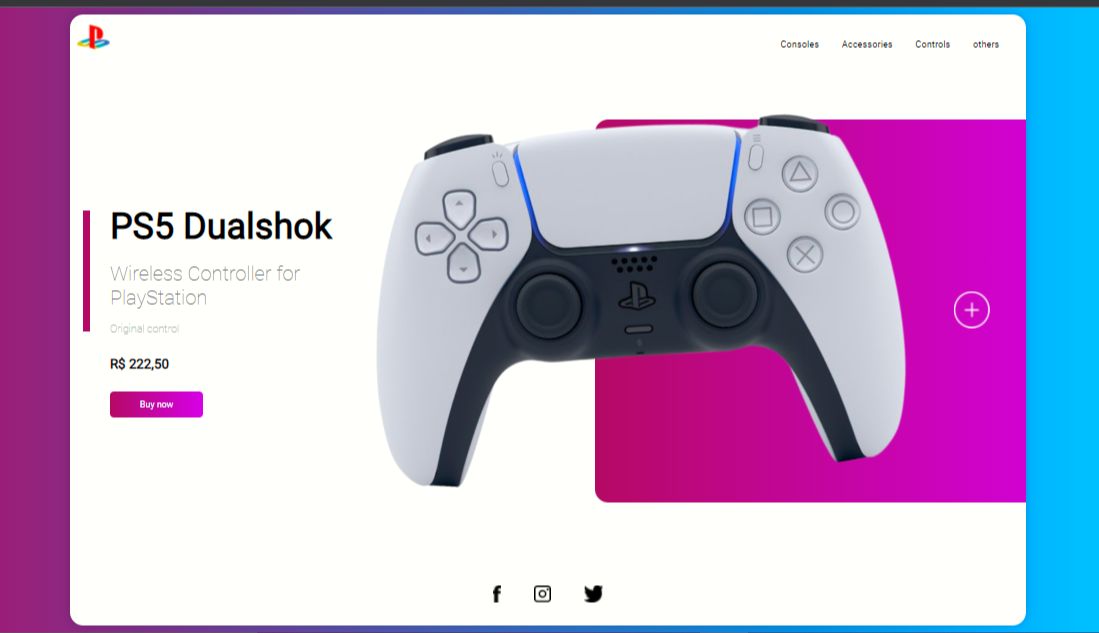 Consoles Accessories Controls others
PS5 Dualshok
Wireless Controller for
PlayStation
Original control
R$ 222,50
Buy now